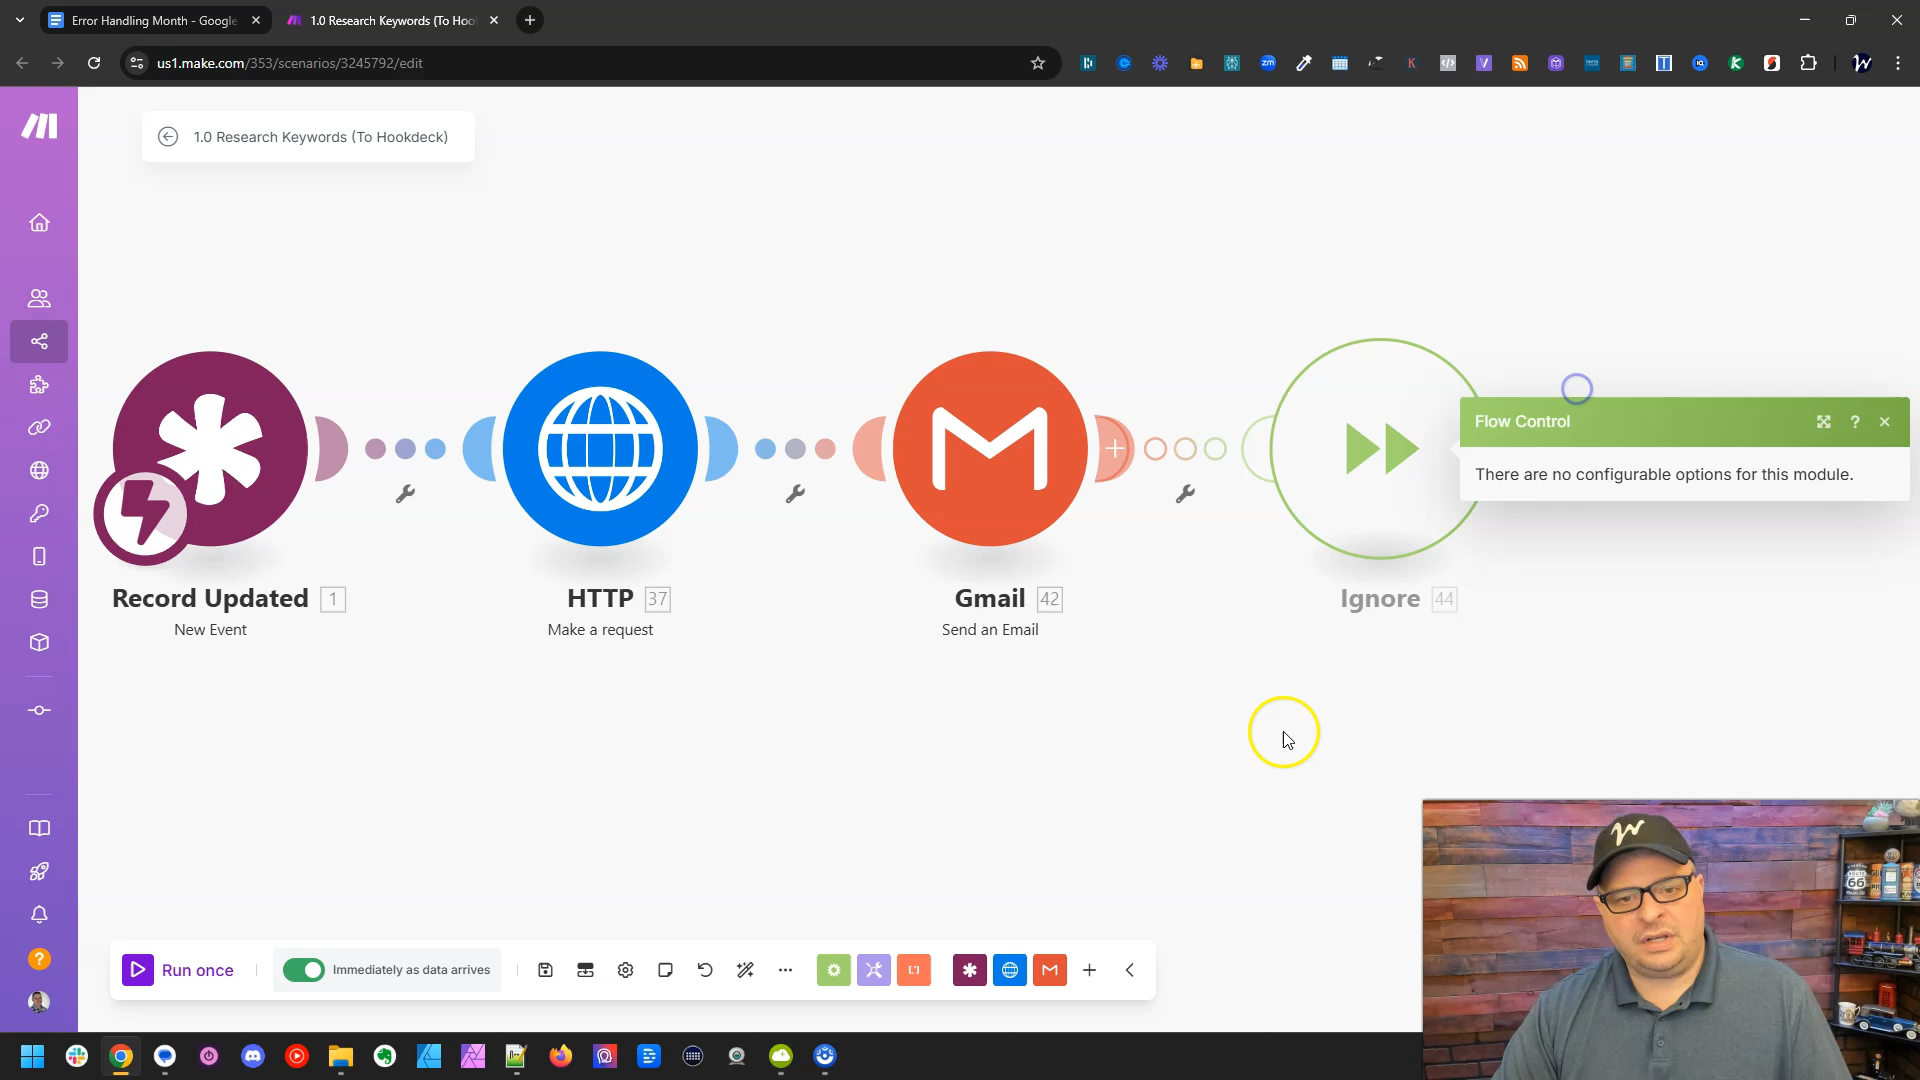 Error Handling Month - Google
1.0 Research Keywords (To Hoo
us1.make.com/353/scenarios/3245792/edit
1.0 Research Keywords (To Hookdeck)
Flow Control
There are no configurable options for this module.
Record Updated 1
New Event
HTTP 37
Make a request
Gmail 42
Send an Email
Ignore 44
Run once
Immediately as data arrives
ROUTE
66